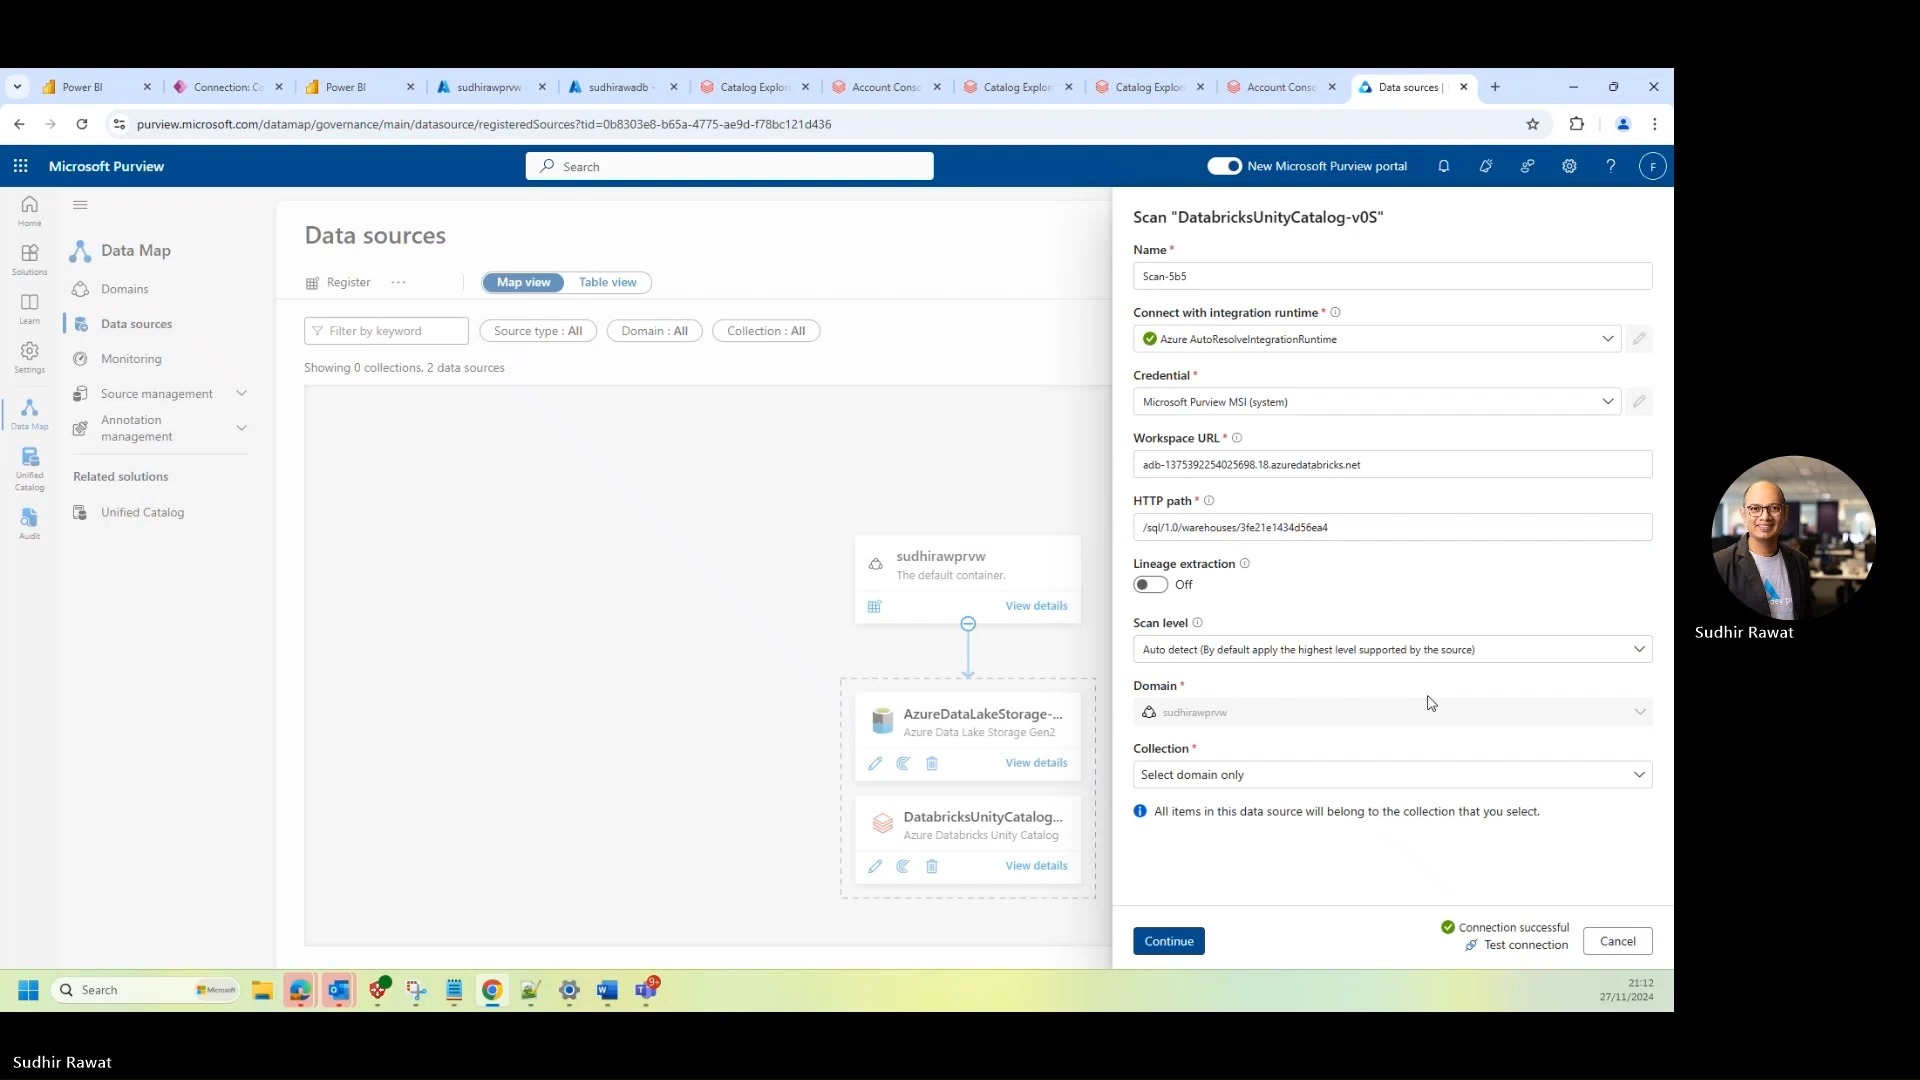 Power BI
Connection: Co
Power BI
sudhirawprvw
sudhirawadb -
Catalog Explor
Account Conso
Catalog Explor
Catalog Explor
Account Conso
Data sources |
purview.microsoft.com/datamap/governance/main/datasource/registeredSources?tid=0b8303e8-b65a-4775-ae9d-f78bc121d436
Microsoft Purview
Search
New Microsoft Purview portal
F
Home
Solutions
Learn
Settings
Data Map
Unified
Catalog
Audit
Data Map
Domains
Data sources
Monitoring
Source management
Annotation
management
Related solutions
Unified Catalog
Data sources
Register
Map view
Table view
Filter by keyword
Source type : All
Domain : All
Collection : All
Showing 0 collections, 2 data sources
sudhirawprvw
The default container.
View details
AzureDataLakeStorage-...
Azure Data Lake Storage Gen2
View details
DatabricksUnityCatalog...
Azure Databricks Unity Catalog
View details
Scan "DatabricksUnityCatalog-v0S"
Name *
Scan-5b5
Connect with integration runtime *
Azure AutoResolveIntegrationRuntime
Credential *
Microsoft Purview MSI (system)
Workspace URL *
adb-1375392254025698.18.azuredatabricks.net
HTTP path *
/sql/1.0/warehouses/3fe21e1434d56ea4
Lineage extraction
Off
Scan level
Auto detect (By default apply the highest level supported by the source)
Domain *
sudhirawprvw
Collection *
Select domain only
All items in this data source will belong to the collection that you select.
Continue
Connection successful
Test connection
Cancel
Search
Microsoft
9+
21:12
27/11/2024
Sudhir Rawat
Sudhir Rawat